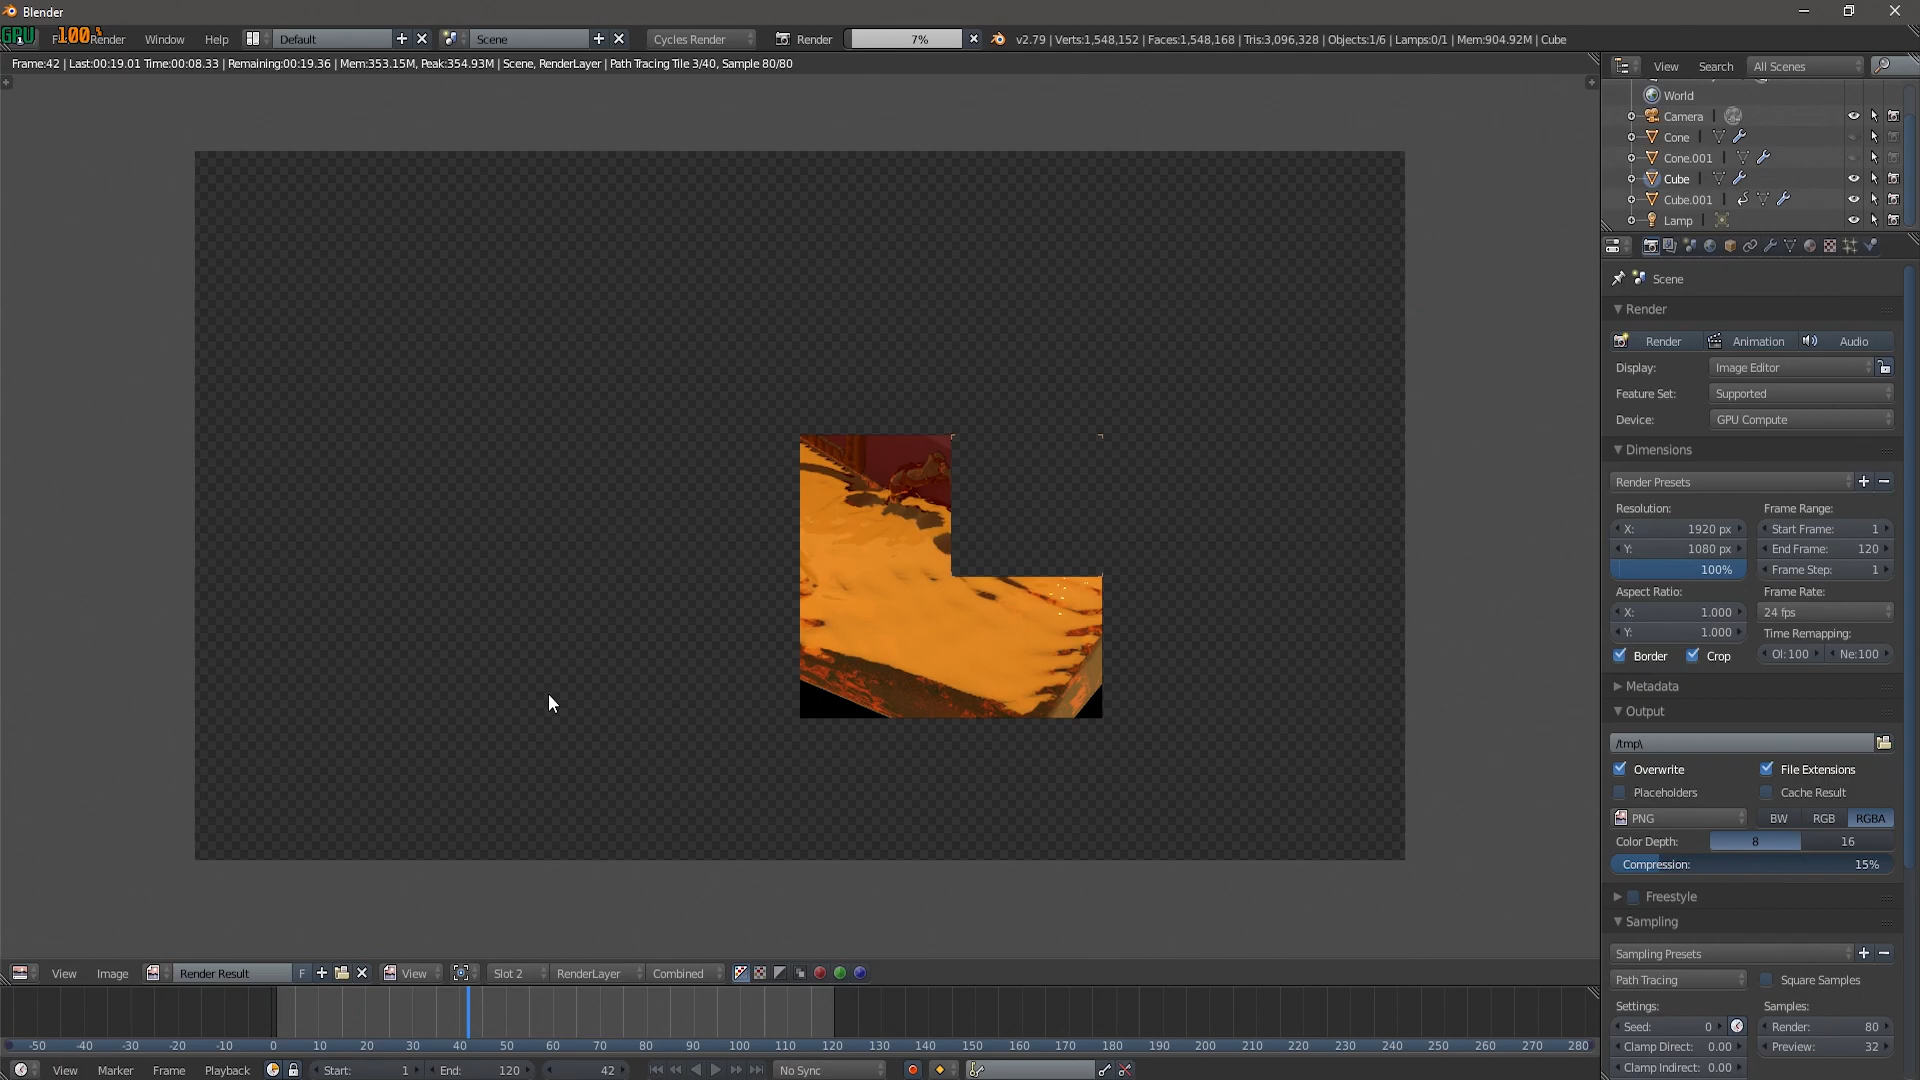 Blender
GPU 100 %
Render Window Help Default Scene Cycles Render Render 7% v2.79 | Verts:1,548,152 | Faces:1,548,168 | Tris:3,096,328 | Objects:1/6 | Lamps:0/1 | Mem:904.92M | Cube
Frame:42 | Last:00:19.01 Time:00:08.33 | Remaining:00:19.36 | Mem:353.15M, Peak:354.93M | Scene, RenderLayer | Path Tracing Tile 3/40, Sample 80/80
View Search All Scenes
World
Camera
Cone
Cone.001
Cube
Cube.001
Lamp
Scene
Render
Render Animation Audio
Display: Image Editor
Feature Set: Supported
Device: GPU Compute
Dimensions
Render Presets
Resolution: Frame Range:
X: 1920 px Start Frame: 1
Y: 1080 px End Frame: 120
100% Frame Step: 1
Aspect Ratio: Frame Rate:
X: 1.000 24 fps
Y: 1.000 Time Remapping:
Border Crop Ol:100 Ne:100
Metadata
Output
/tmp\
Overwrite File Extensions
Placeholders Cache Result
PNG BW RGB RGBA
Color Depth: 8 16
Compression: 15%
Freestyle
Sampling
Sampling Presets
Path Tracing Square Samples
Settings: Samples:
Seed: 0 Render: 80
Clamp Direct: 0.00 Preview: 32
Clamp Indirect: 0.00
View Image Render Result F View Slot 2 RenderLayer Combined
-50 -40 -30 -20 -10 0 10 20 30 40 50 60 70 80 90 100 110 120 130 140 150 160 170 180 190 200 210 220 230 240 250 260 270 280
View Marker Frame Playback Start: 1 End: 120 42 No Sync